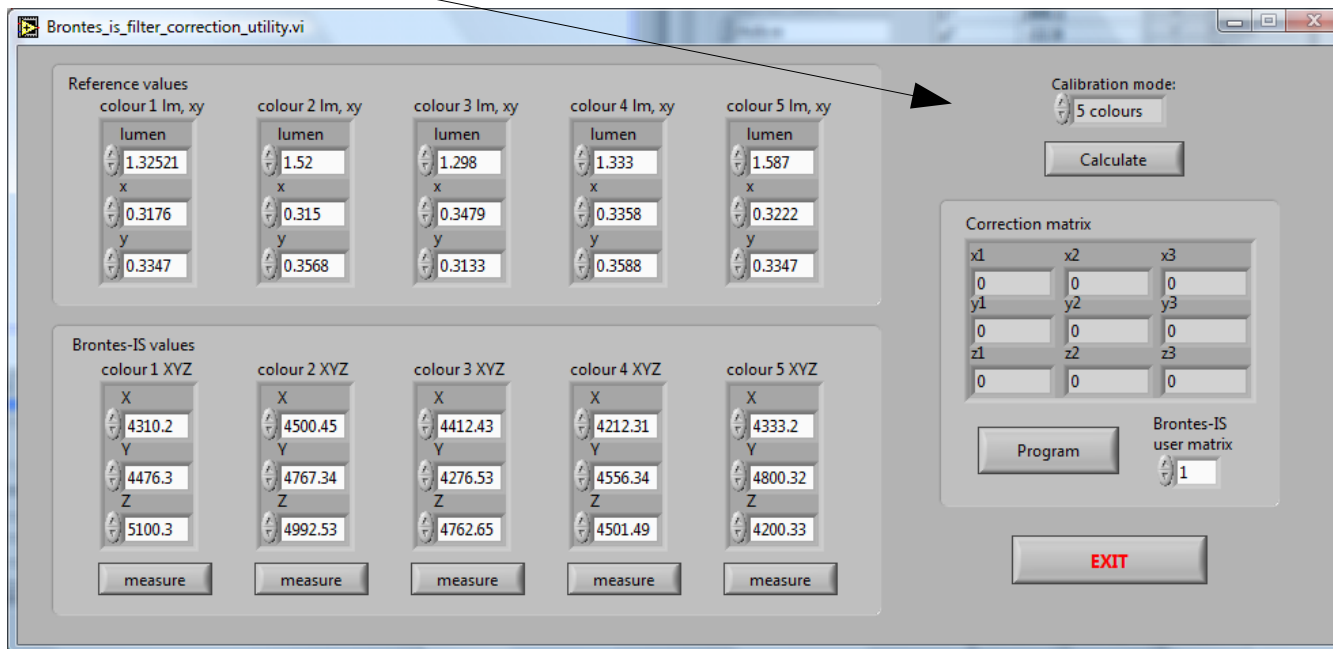 Brontes_is_filter_correction_utility.vi
Reference values
colour 1 lm, xy colour 2 lm, xy colour 3 lm, xy colour 4 lm, xy colour 5 lm, xy
lumen lumen lumen lumen lumen
1.32521 1.52 1.298 1.333 1.587
x x x x x
0.3176 0.315 0.3479 0.3358 0.3222
y y y y y
0.3347 0.3568 0.3133 0.3588 0.3347
Calibration mode:
5 colours
Calculate
Correction matrix
x1 x2 x3
0 0 0
y1 y2 y3
0 0 0
z1 z2 z3
0 0 0
Program
Brontes-IS
user matrix
1
Brontes-IS values
colour 1 XYZ colour 2 XYZ colour 3 XYZ colour 4 XYZ colour 5 XYZ
X X X X X
4310.2 4500.45 4412.43 4212.31 4333.2
Y Y Y Y Y
4476.3 4767.34 4276.53 4556.34 4800.32
Z Z Z Z Z
5100.3 4992.53 4762.65 4501.49 4200.33
measure measure measure measure measure
EXIT